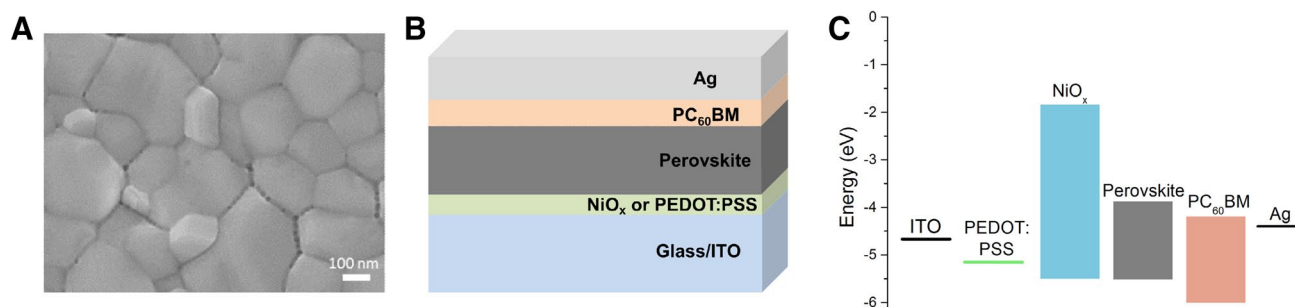 A
100 nm
B
Ag
PC₆₀BM
Perovskite
NiOₓ or PEDOT:PSS
Glass/ITO
C
Energy (eV)
0
-1
-2
-3
-4
-5
-6
ITO
PEDOT:
PSS
NiOₓ
Perovskite
PC₆₀BM
Ag